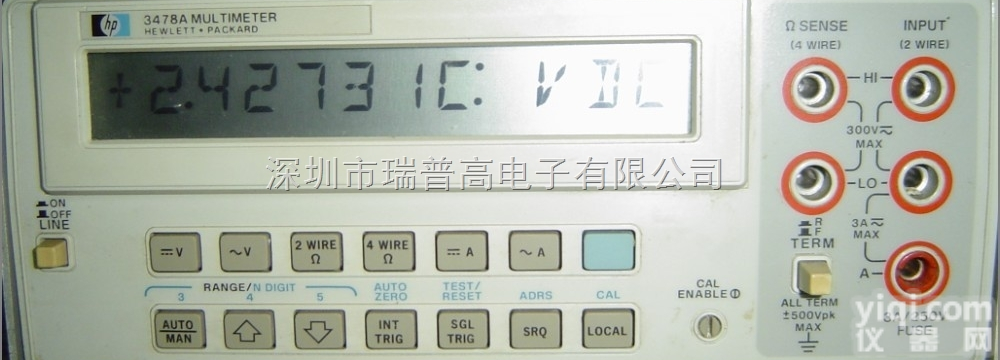 hp
3478A MULTIMETER
HEWLETT • PACKARD
+2.42731C: VDC
深圳市瑞普高电子有限公司
Ω SENSE
(4 WIRE)
INPUT
(2 WIRE)
HI
300V⎓
MAX
LO
3A⎓
MAX
R
F
TERM
A
ALL TERM
±500Vpk
MAX
3A/250V
FUSE
ON
OFF
LINE
⎓V
~V
2 WIRE
Ω
4 WIRE
Ω
⎓A
~A
RANGE/N DIGIT
3
4
5
AUTO
ZERO
TEST/
RESET
ADRS
CAL
CAL
ENABLE
AUTO
MAN
INT
TRIG
SGL
TRIG
SRQ
LOCAL
yiqi.com
仪器网